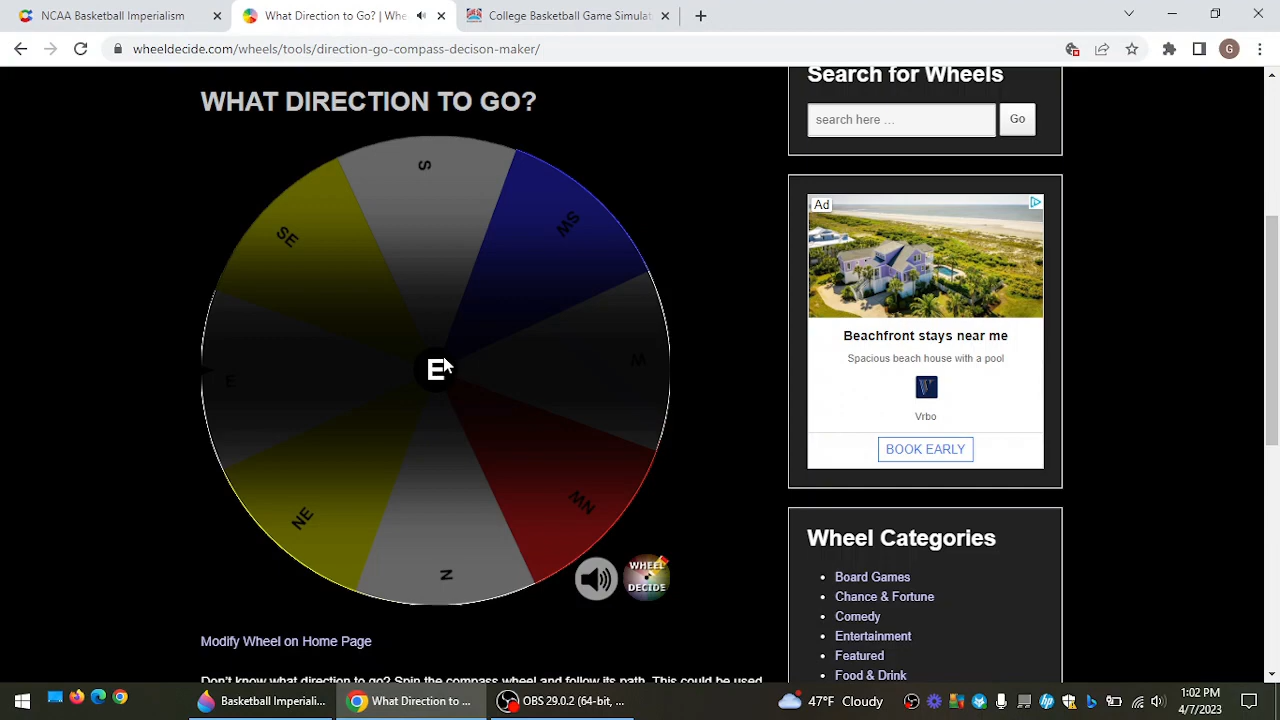 NCAA Basketball Imperialism
What Direction to Go? | Whe
College Basketball Game Simulat
wheeldecide.com/wheels/tools/direction-go-compass-decison-maker/
G
WHAT DIRECTION TO GO?
S
SW
W
NW
N
NE
E
SE
E
WHEEL
DECIDE
Modify Wheel on Home Page
Don't know what direction to go? Spin the compass wheel and follow its path. This could be used
Search for Wheels
search here ...
Go
Ad
Beachfront stays near me
Spacious beach house with a pool
V
Vrbo
BOOK EARLY
Wheel Categories
Board Games
Chance & Fortune
Comedy
Entertainment
Featured
Food & Drink
Basketball Imperiali...
What Direction to ...
OBS 29.0.2 (64-bit, ...
47°F Cloudy
1:02 PM
4/7/2023